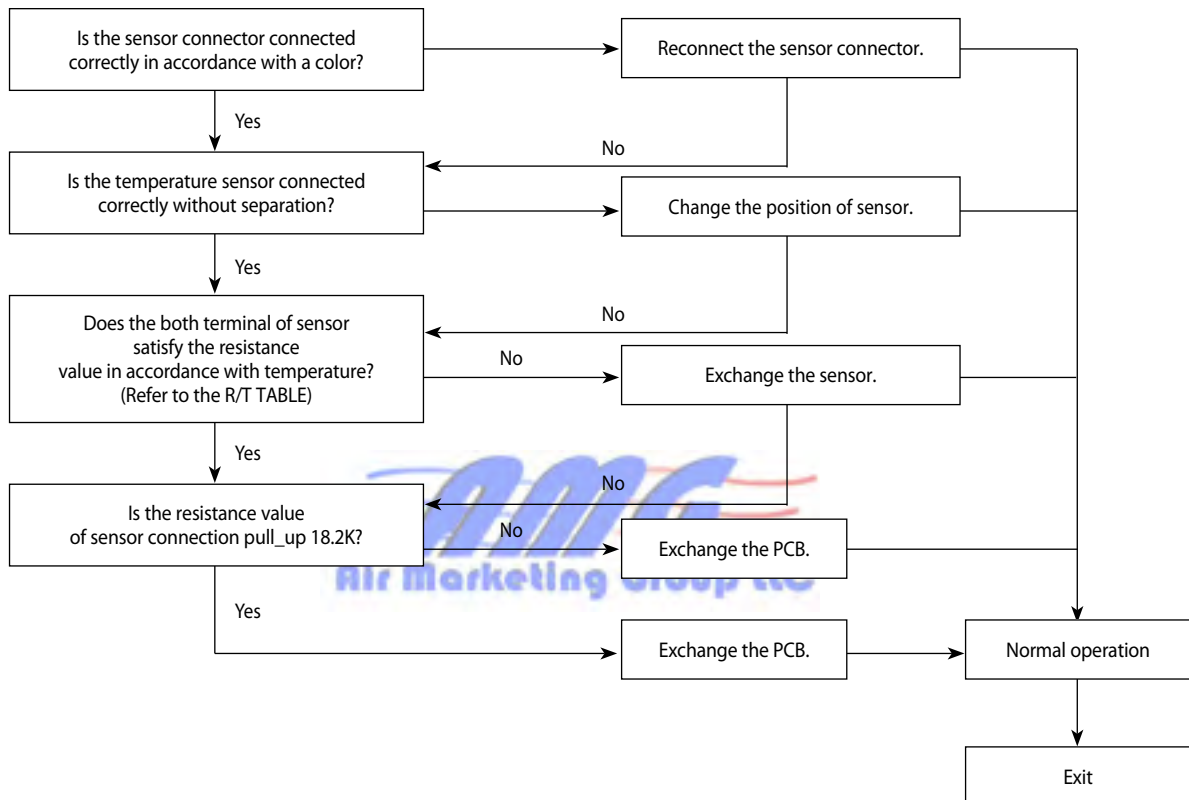 Is the sensor connector connected
correctly in accordance with a color?
Reconnect the sensor connector.
Yes
No
Is the temperature sensor connected
correctly without separation?
Change the position of sensor.
Yes
No
Does the both terminal of sensor
satisfy the resistance
value in accordance with temperature?
(Refer to the R/T TABLE)
No
Exchange the sensor.
Yes
No
Is the resistance value
of sensor connection pull_up 18.2K?
No
Exchange the PCB.
AMG
Air Marketing Group LLC
Yes
Exchange the PCB.
Normal operation
Exit